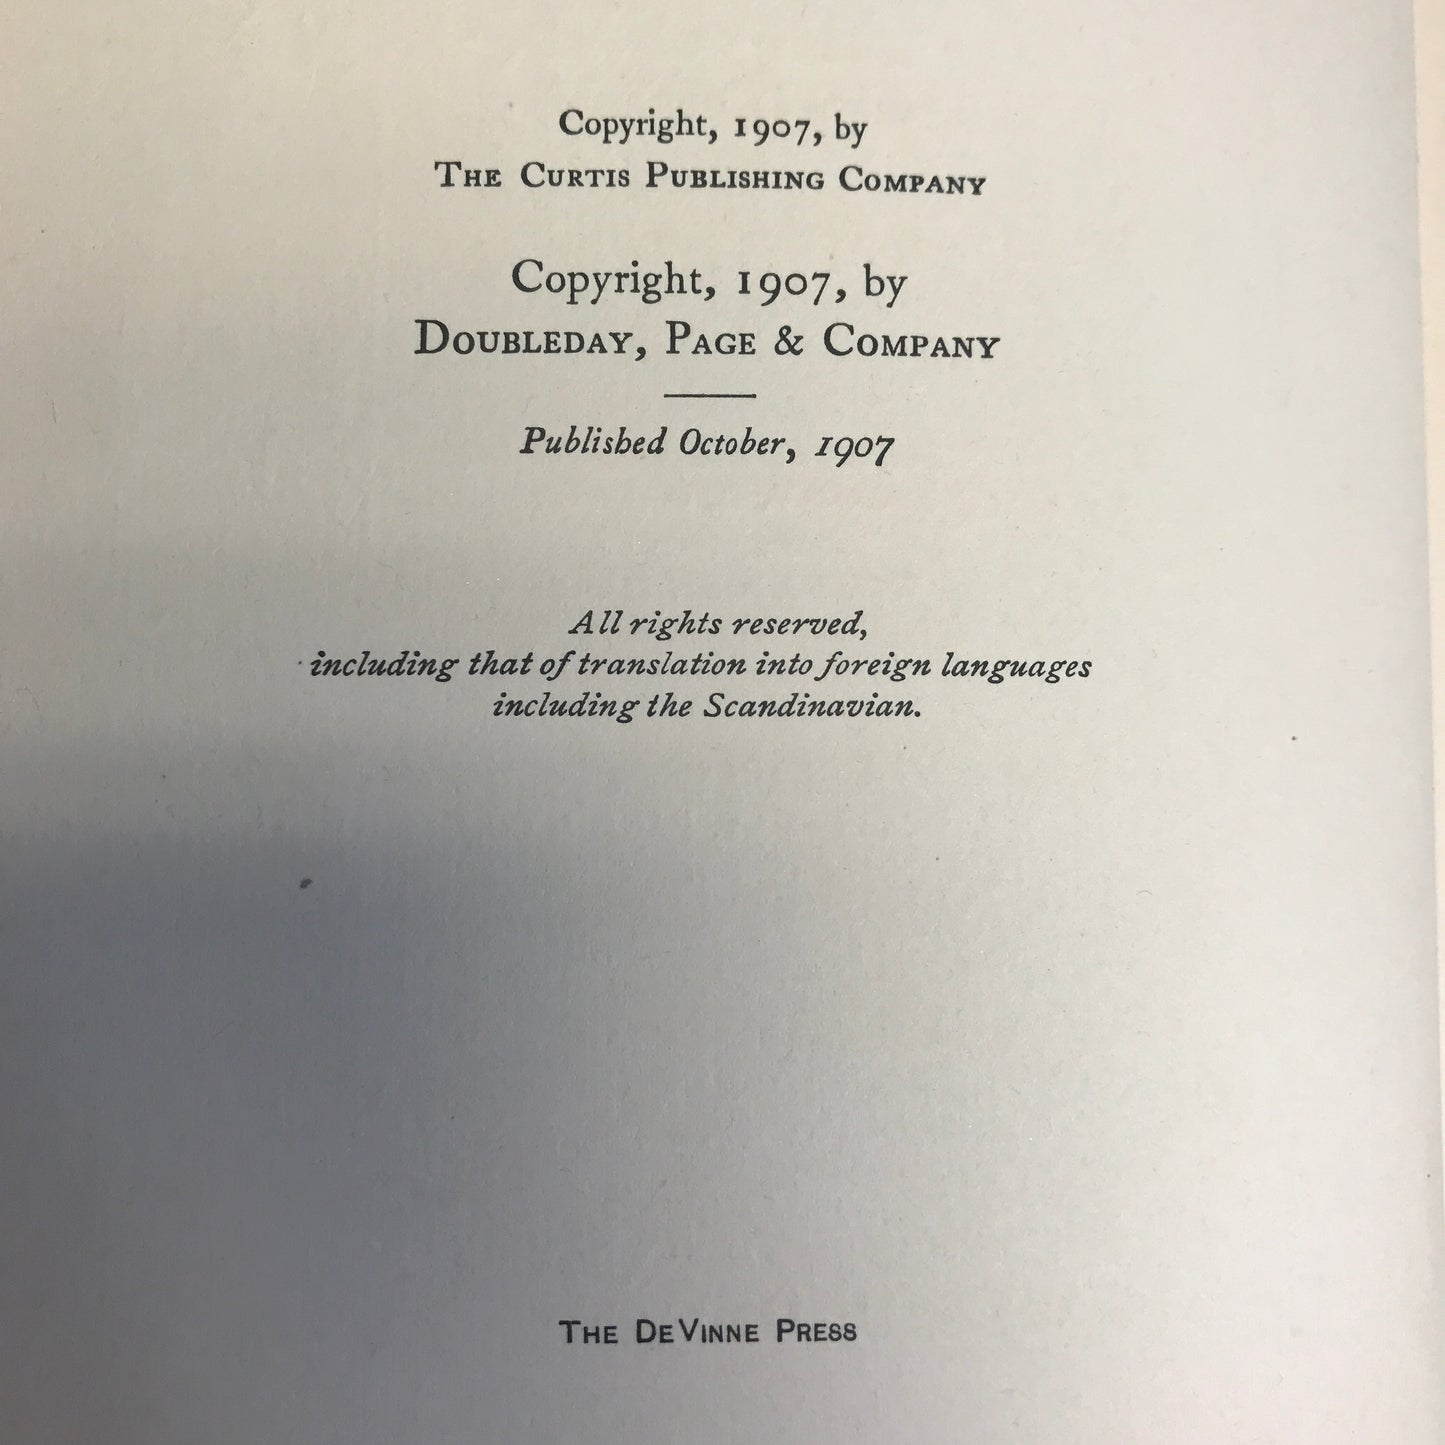 Copyright, 1907, by
THE CURTIS PUBLISHING COMPANY
Copyright, 1907, by
DOUBLEDAY, PAGE & COMPANY
Published October, 1907
All rights reserved,
including that of translation into foreign languages
including the Scandinavian.
THE DEVINNE PRESS